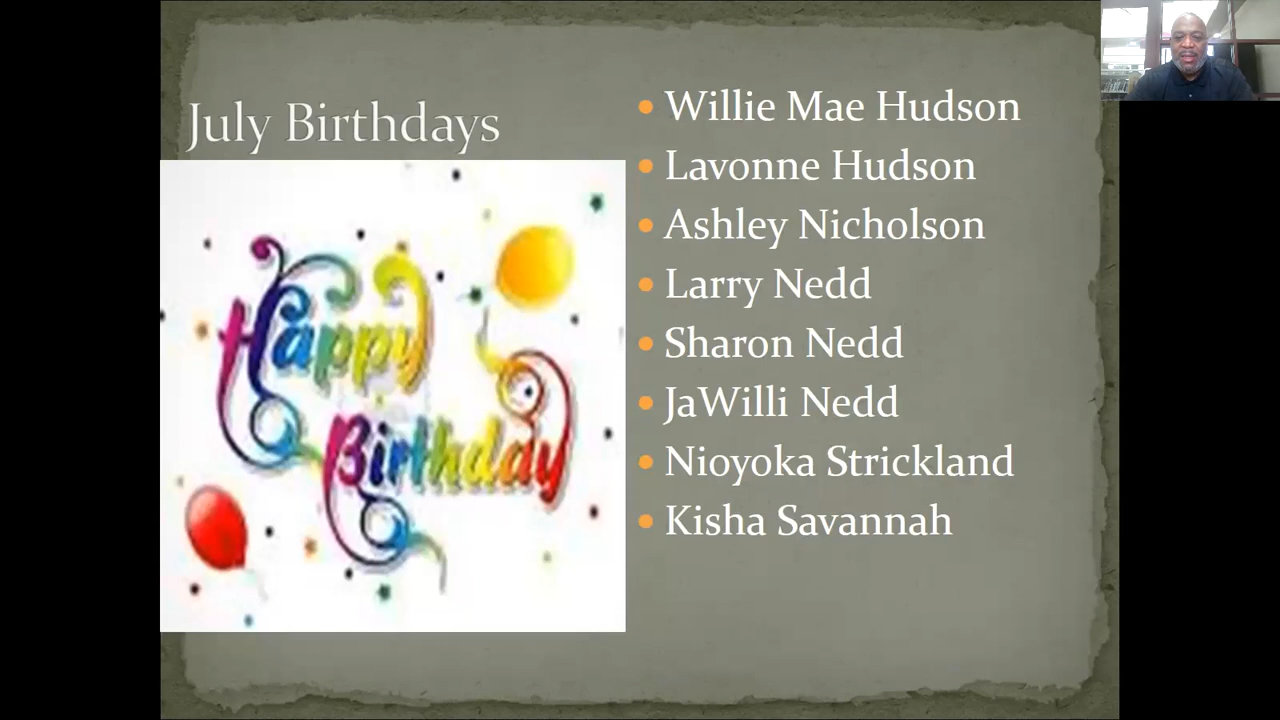 July Birthdays
Happy
Birthday
Willie Mae Hudson
Lavonne Hudson
Ashley Nicholson
Larry Nedd
Sharon Nedd
JaWilli Nedd
Nioyoka Strickland
Kisha Savannah